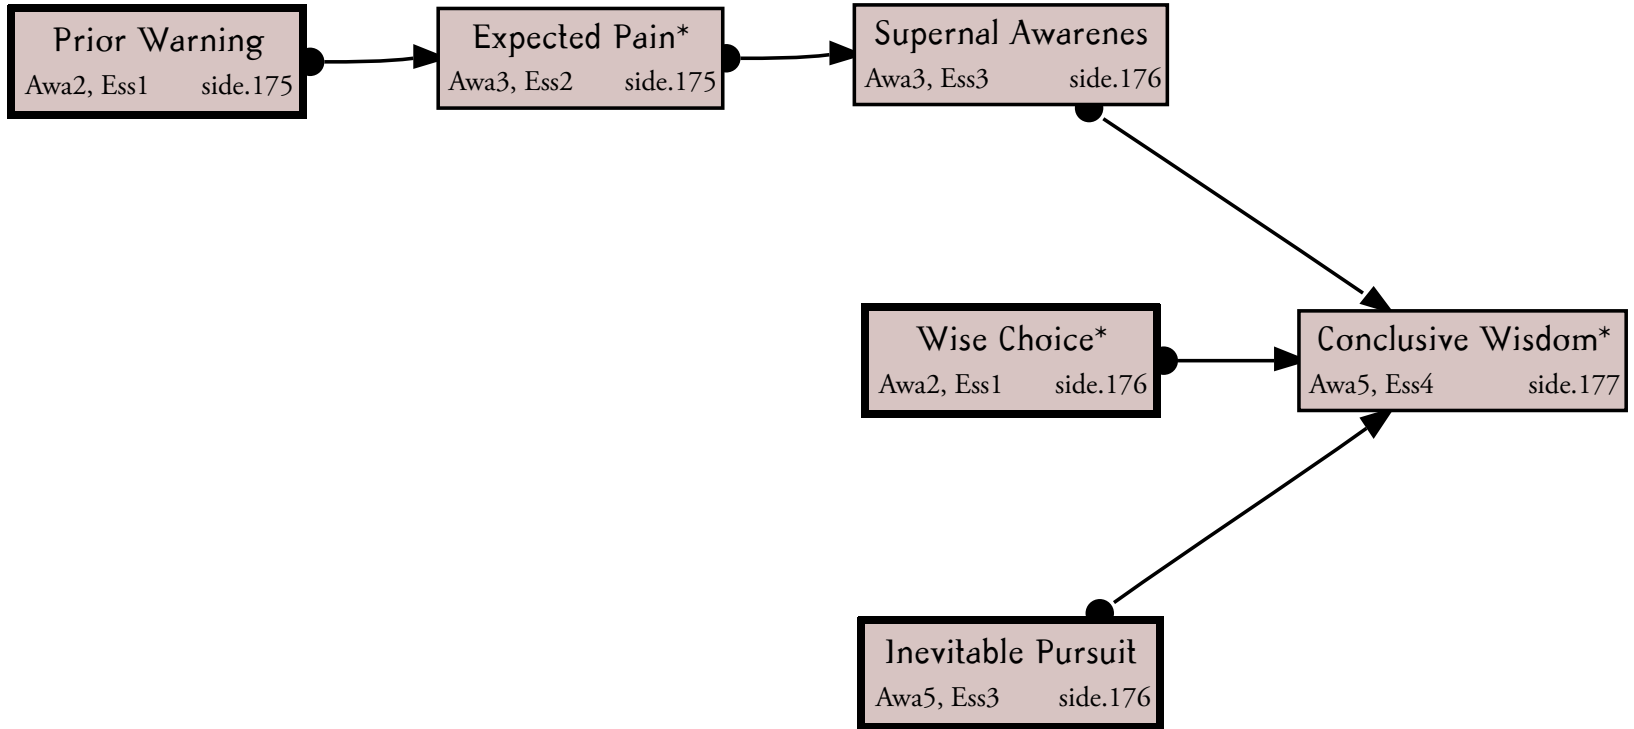 Prior Warning
Awa2, Ess1 side.175
Expected Pain*
Awa3, Ess2 side.175
Supernal Awarenes
Awa3, Ess3 side.176
Wise Choice*
Awa2, Ess1 side.176
Conclusive Wisdom*
Awa5, Ess4 side.177
Inevitable Pursuit
Awa5, Ess3 side.176